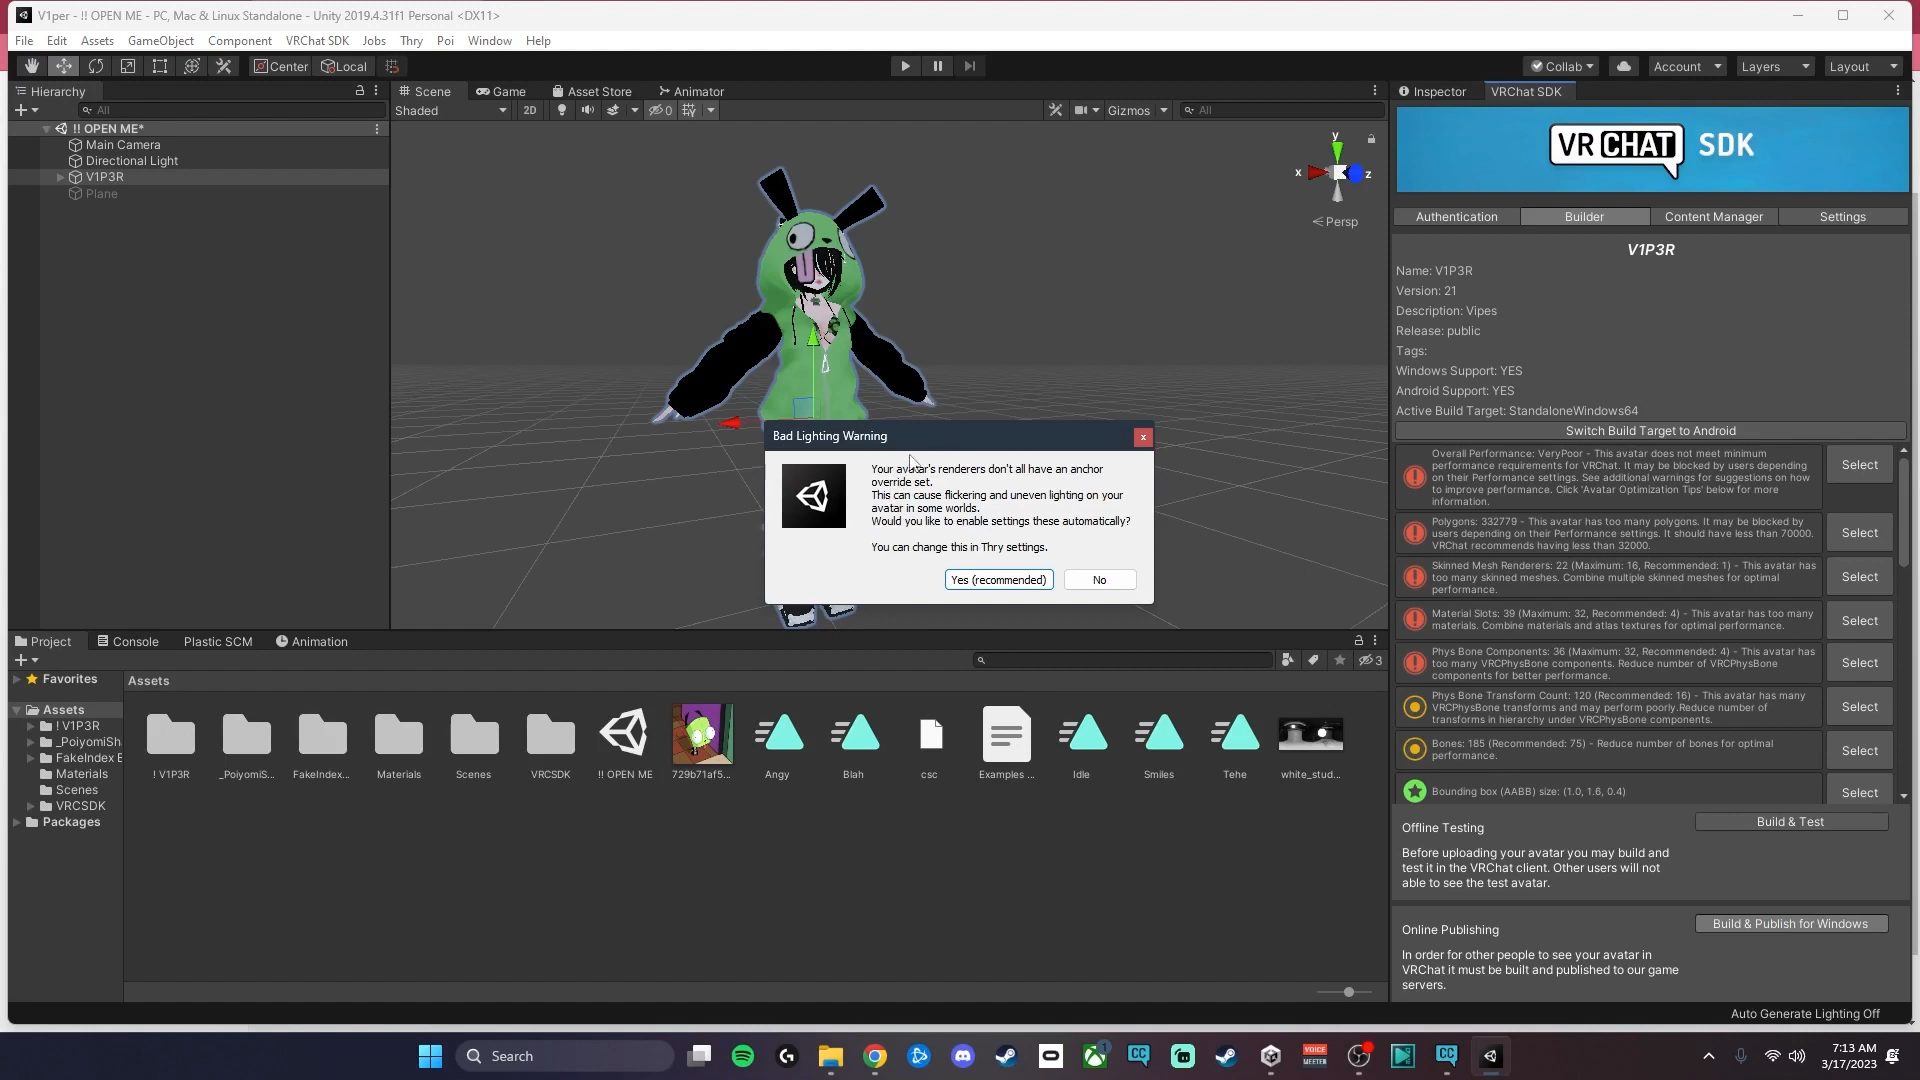 V1per - !! OPEN ME - PC, Mac & Linux Standalone - Unity 2019.4.31f1 Personal <DX11>
File Edit Assets GameObject Component VRChat SDK Jobs Thry Poi Window Help
Center Local Collab Account Layers Layout
Hierarchy
All
!! OPEN ME*
Main Camera
Directional Light
V1P3R
Plane
Scene Game Asset Store Animator
Shaded 2D 0 Gizmos All
y
x z
Persp
Bad Lighting Warning
x
Your avatar's renderers don't all have an anchor
override set.
This can cause flickering and uneven lighting on your
avatar in some worlds.
Would you like to enable settings these automatically?
You can change this in Thry settings.
Yes (recommended) No
Inspector VRChat SDK
VR CHAT SDK
Authentication Builder Content Manager Settings
V1P3R
Name: V1P3R
Version: 21
Description: Vipes
Release: public
Tags:
Windows Support: YES
Android Support: YES
Active Build Target: StandaloneWindows64
Switch Build Target to Android
Overall Performance: VeryPoor - This avatar does not meet minimum
performance requirements for VRChat. It may be blocked by users depending
on their Performance settings. See additional warnings for suggestions on how
to improve performance. Click 'Avatar Optimization Tips' below for more
information.
Select
Polygons: 332779 - This avatar has too many polygons. It may be blocked by
users depending on their Performance settings. It should have less than 70000.
VRChat recommends having less than 32000.
Select
Skinned Mesh Renderers: 22 (Maximum: 16, Recommended: 1) - This avatar has
too many skinned meshes. Combine multiple skinned meshes for optimal
performance.
Select
Material Slots: 39 (Maximum: 32, Recommended: 4) - This avatar has too many
materials. Combine materials and atlas textures for optimal performance.
Select
Phys Bone Components: 36 (Maximum: 32, Recommended: 4) - This avatar has
too many VRCPhysBone components. Reduce number of VRCPhysBone
components for better performance.
Select
Phys Bone Transform Count: 120 (Recommended: 16) - This avatar has many
VRCPhysBone transforms and may perform poorly.Reduce number of
transforms in hierarchy under VRCPhysBone components.
Select
Bones: 185 (Recommended: 75) - Reduce number of bones for optimal
performance.
Select
Bounding box (AABB) size: (1.0, 1.6, 0.4)
Select
Offline Testing
Build & Test
Before uploading your avatar you may build and
test it in the VRChat client. Other users will not
able to see the test avatar.
Online Publishing
Build & Publish for Windows
In order for other people to see your avatar in
VRChat it must be built and published to our game
servers.
Project Console Plastic SCM Animation
3
Favorites
Assets
! V1P3R
_PoiyomiSh
FakeIndex E
Materials
Scenes
VRCSDK
Packages
Assets
! V1P3R _PoiyomiS... FakeIndex... Materials Scenes VRCSDK !! OPEN ME 729b71af5... Angy Blah csc Examples ... Idle Smiles Tehe white_stud...
Auto Generate Lighting Off
Search
CC
VOICE
MEETER
CC
1
7:13 AM
3/17/2023